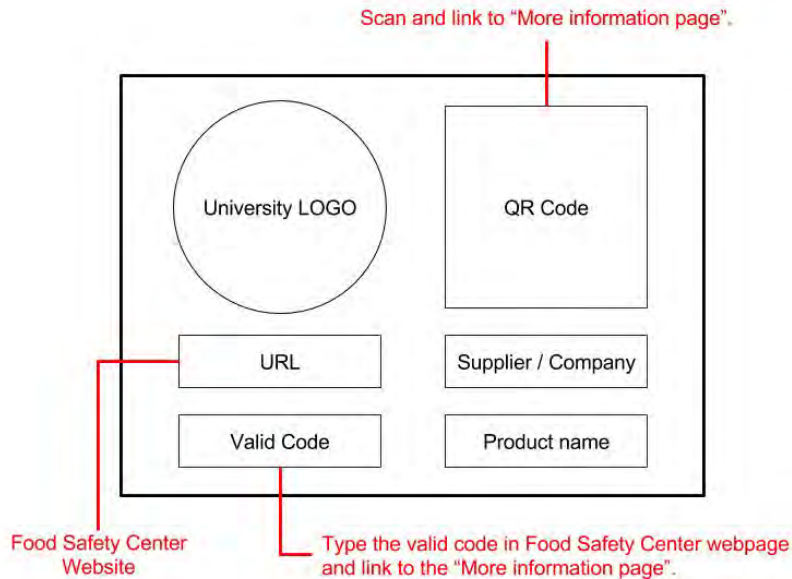 Scan and link to “More information page”.
University LOGO
QR Code
URL
Supplier / Company
Valid Code
Product name
Food Safety Center
Website
Type the valid code in Food Safety Center webpage
and link to the “More information page”.